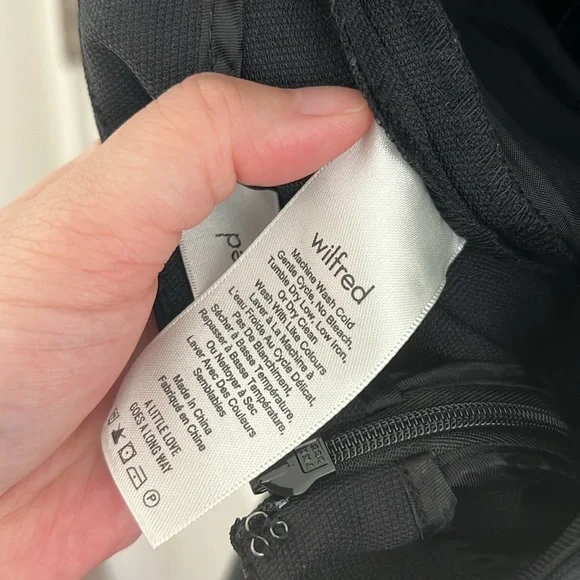 wilfred
Machine Wash Cold
Gentle Cycle, No Bleach,
Tumble Dry Low, Low Iron,
Or Dry Clean
Wash With Like Colours
Laver à La Machine à
L'eau Froide Au Cycle Délicat,
Pas De Blanchiment,
Sécher à Basse Température,
Repasser à Basse Température,
Ou Nettoyer à Sec
Laver Avec Des Couleurs
Semblables
Made In China
Fabriqué en Chine
A LITTLE LOVE
GOES A LONG WAY
P